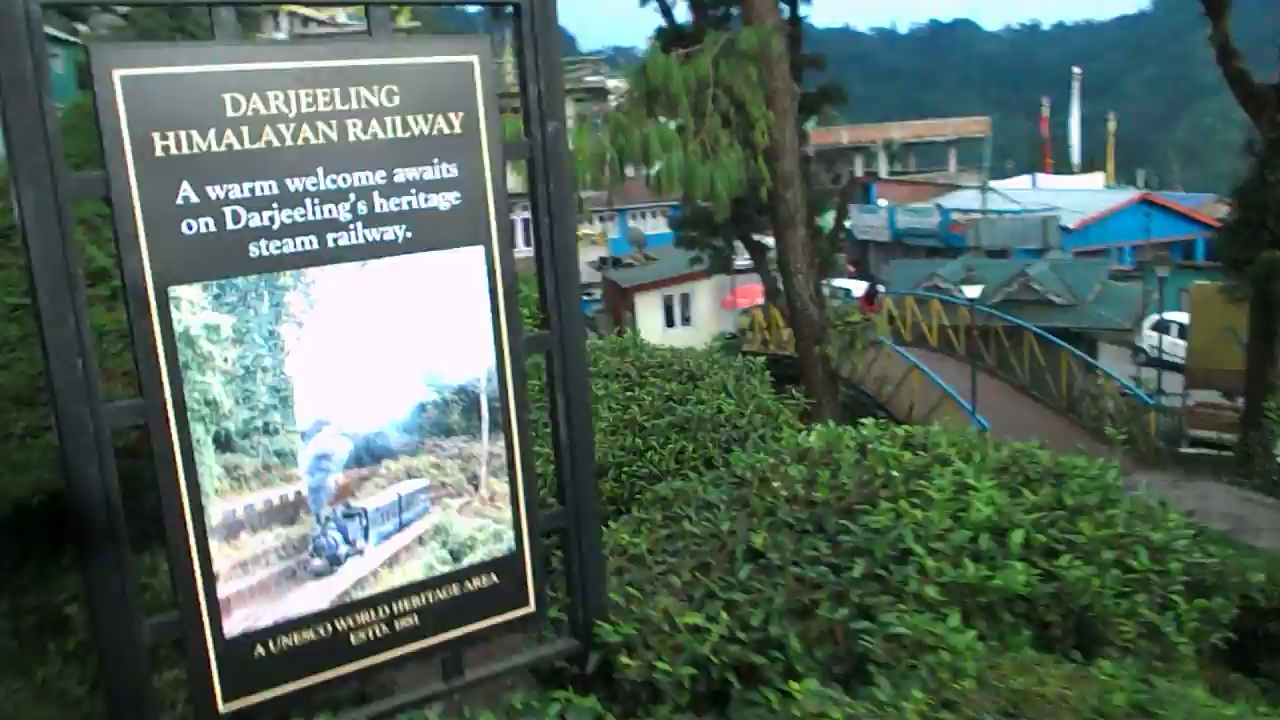 DARJEELING
HIMALAYAN RAILWAY
A warm welcome awaits
on Darjeeling's heritage
steam railway.
A UNESCO WORLD HERITAGE AREA
ESTD. 1881